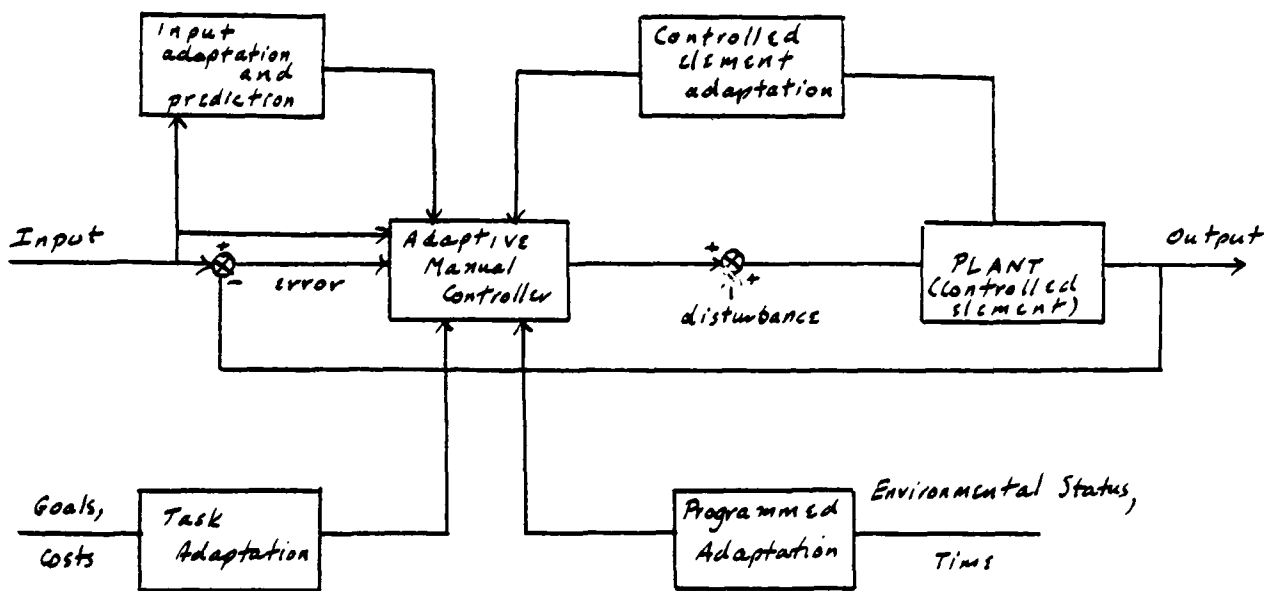 Input
adaptation
and
prediction
Controlled
element
adaptation
Input
+
-
error
Adaptive
Manual
Controller
+
+
disturbance
PLANT
(Controlled
element)
Output
Goals,
Costs
Task
Adaptation
Programmed
Adaptation
Environmental Status,
Time